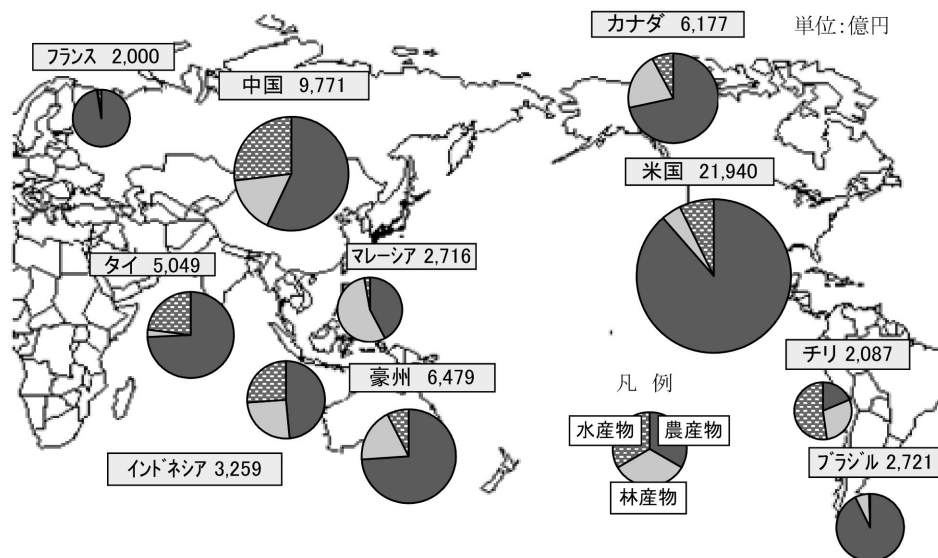 カナダ 6,177
単位:億円
フランス 2,000
中国 9,771
米国 21,940
マレーシア 2,716
タイ 5,049
チリ 2,087
豪州 6,479
凡 例
水産物
農産物
林産物
インドネシア 3,259
ブラジル 2,721